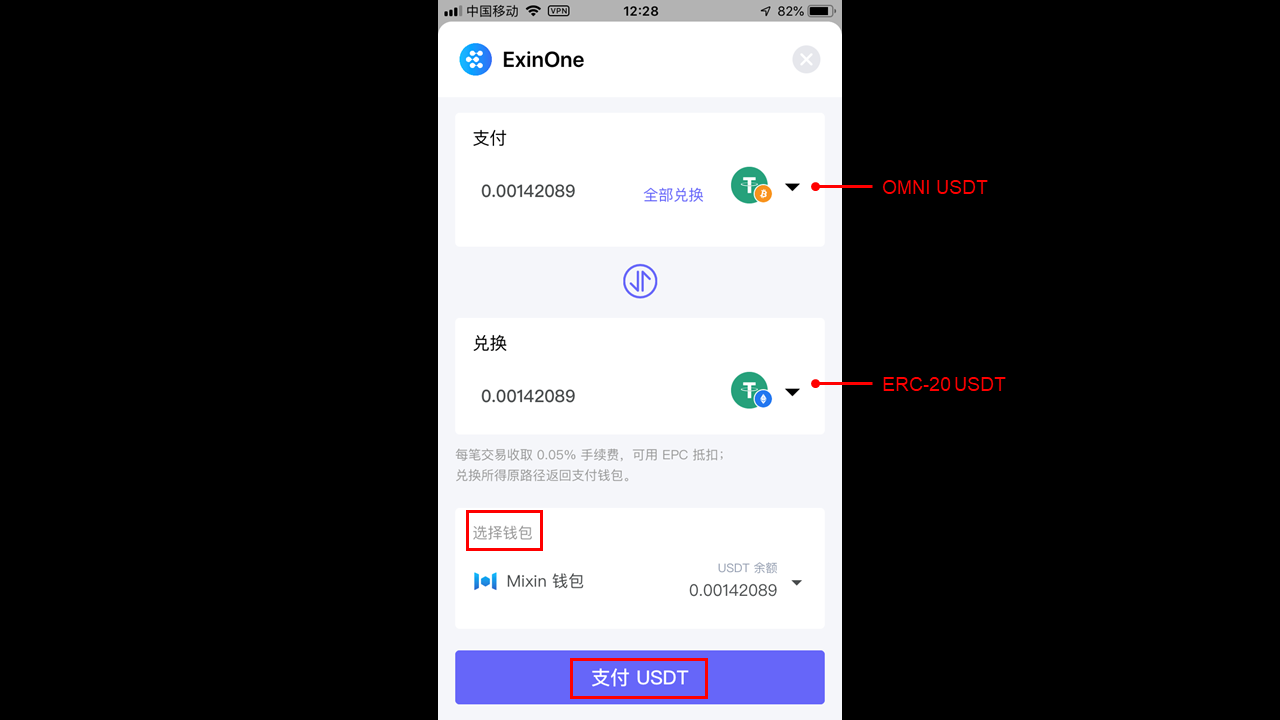 中国移动 VPN 12:28 82%
ExinOne
支付
0.00142089 全部兑换
OMNI USDT
兑换
0.00142089
ERC-20 USDT
每笔交易收取 0.05% 手续费，可用 EPC 抵扣；
兑换所得原路径返回支付钱包。
选择钱包
USDT 余额
Mixin 钱包
0.00142089
支付 USDT